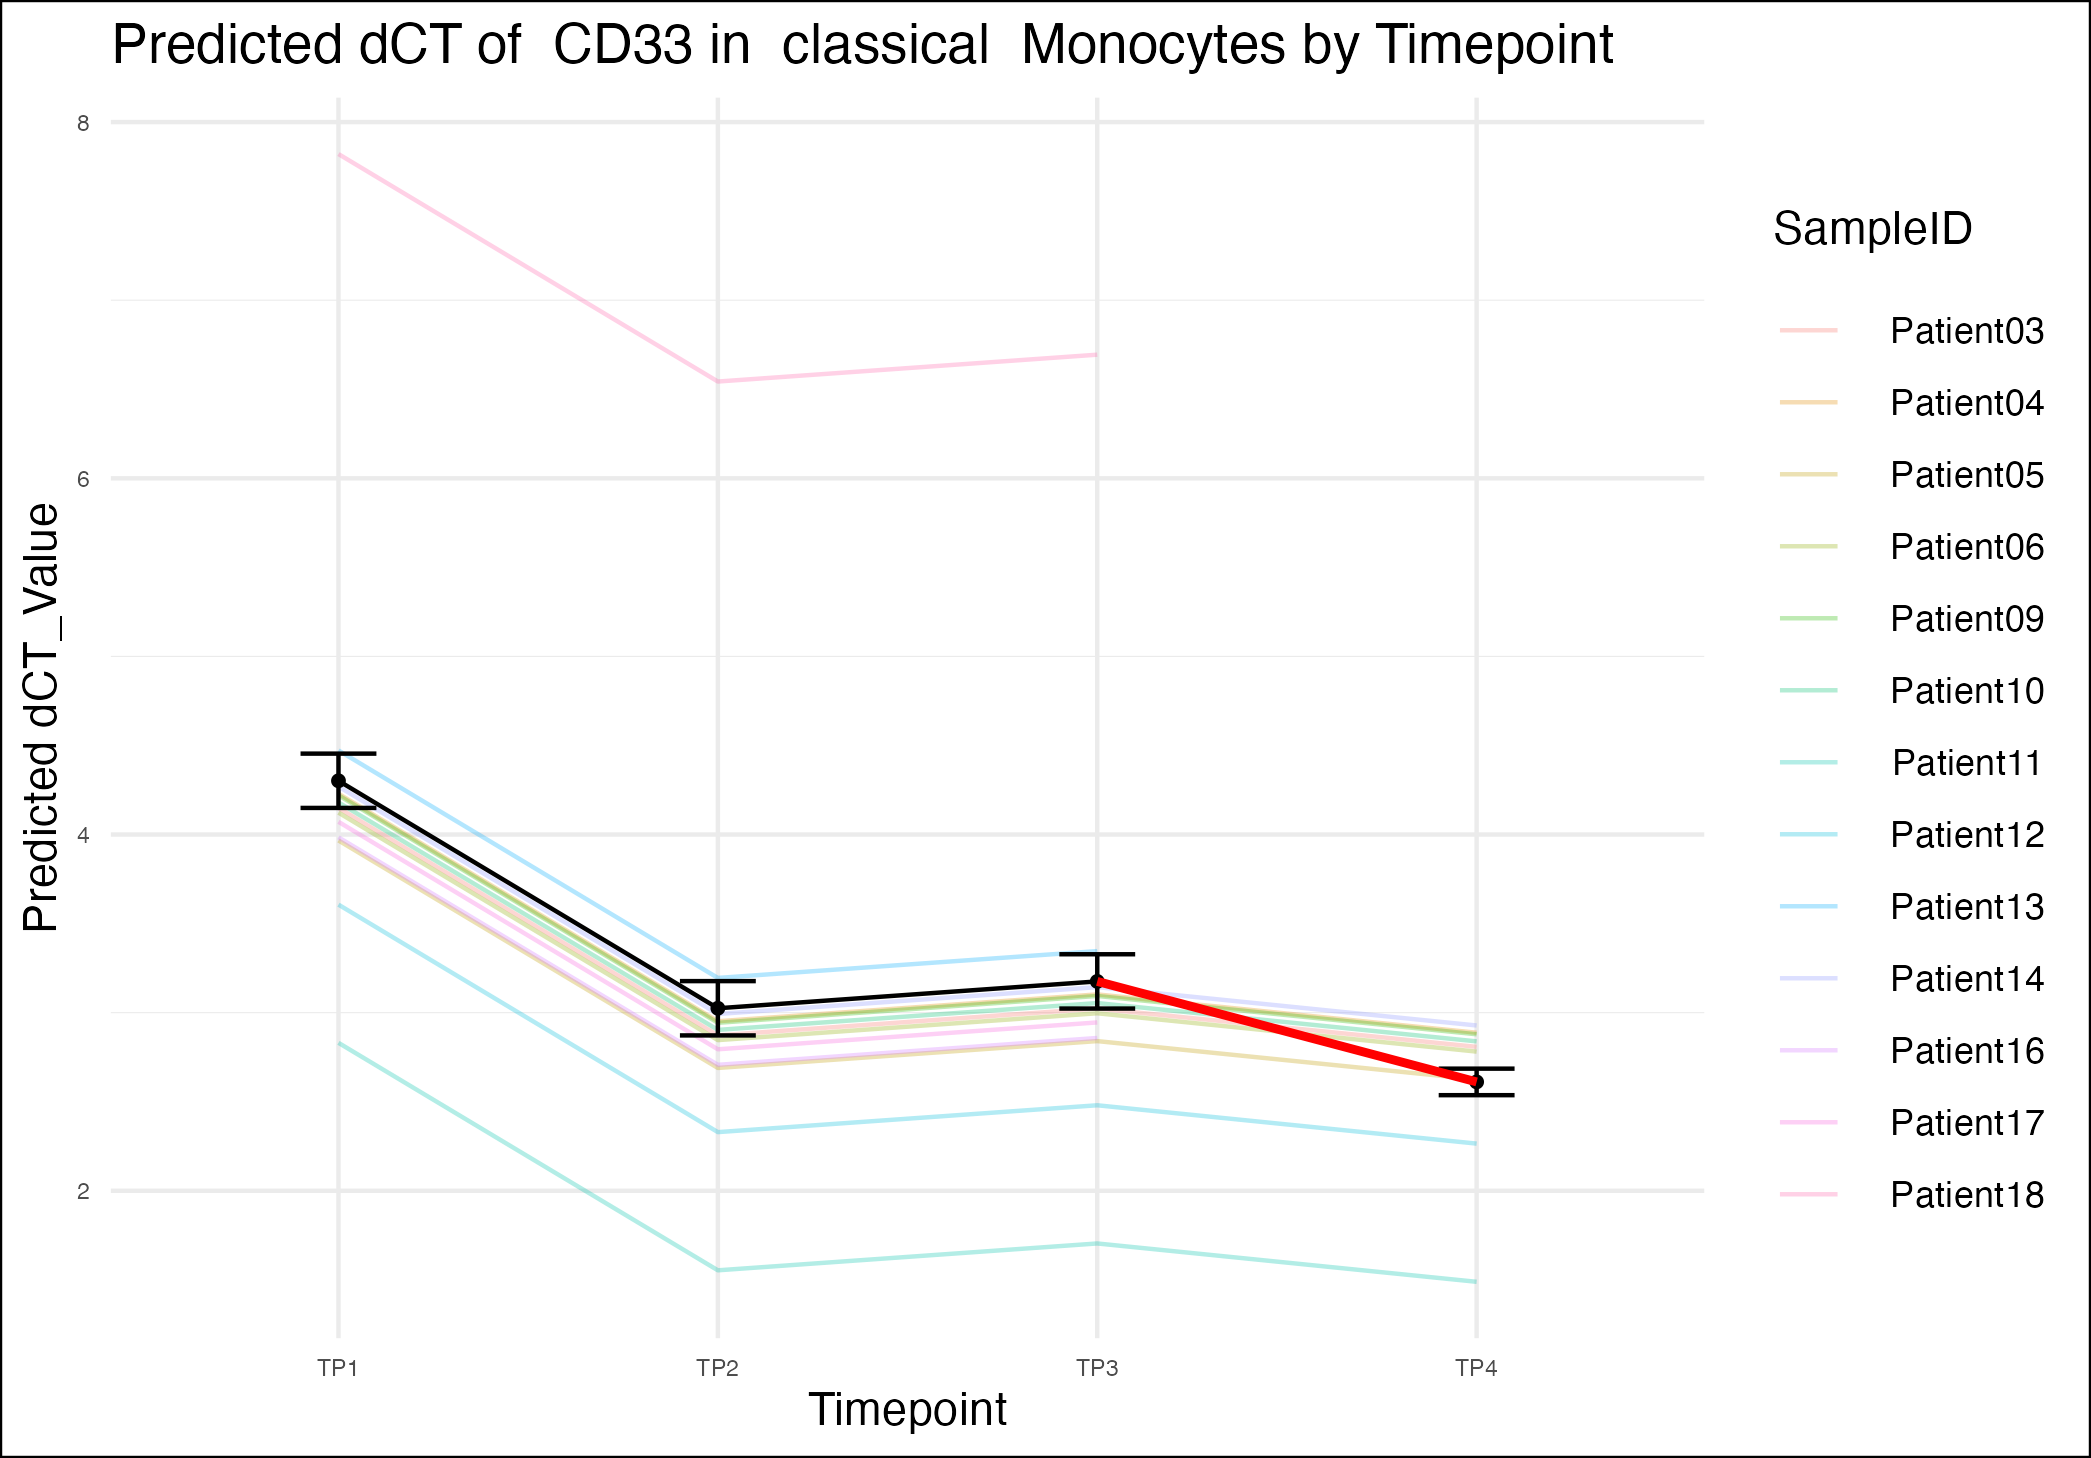 Predicted dCT of  CD33 in  classical  Monocytes by Timepoint
8
6
4
2
Predicted dCT_Value
TP1 TP2 TP3 TP4
Timepoint
SampleID
Patient03
Patient04
Patient05
Patient06
Patient09
Patient10
Patient11
Patient12
Patient13
Patient14
Patient16
Patient17
Patient18